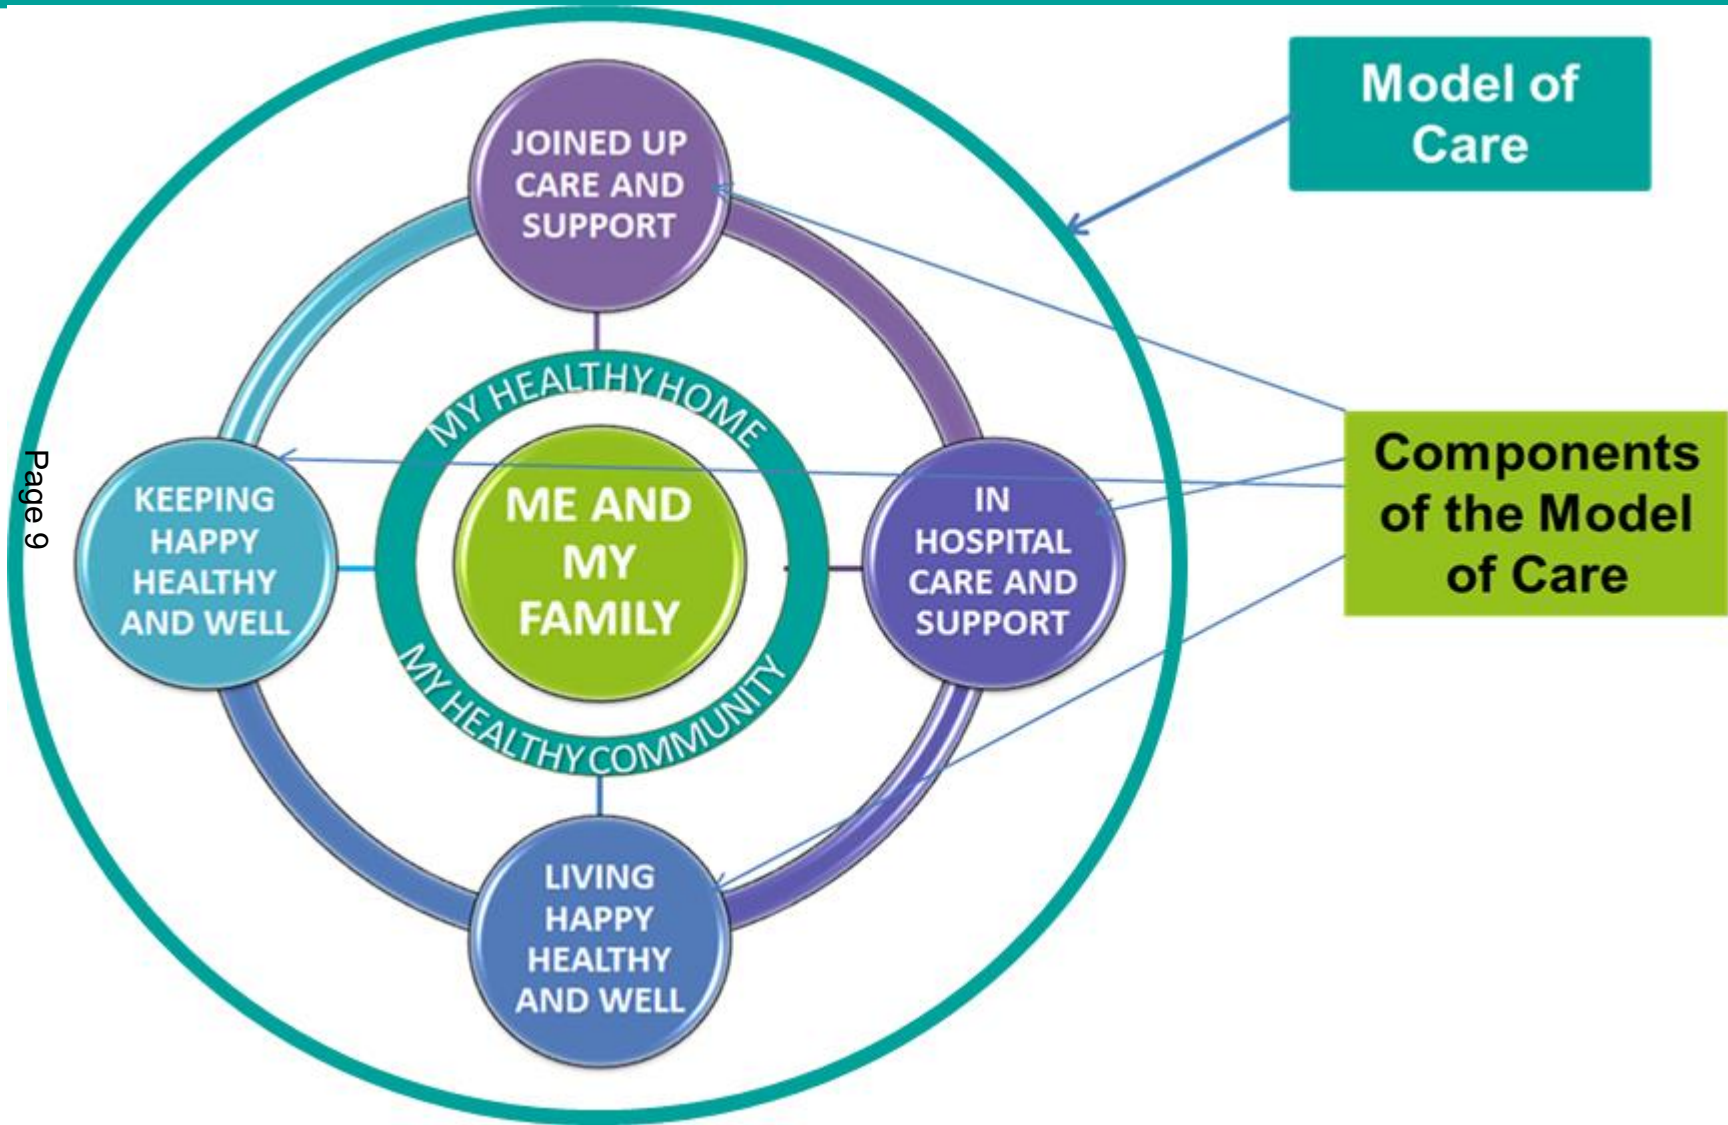 Model of
Care
JOINED UP
CARE AND
SUPPORT
MY HEALTHY HOME
Components
of the Model
of Care
Page 9
KEEPING
HAPPY
HEALTHY
AND WELL
ME AND
MY
FAMILY
IN
HOSPITAL
CARE AND
SUPPORT
MY HEALTHY COMMUNITY
LIVING
HAPPY
HEALTHY
AND WELL